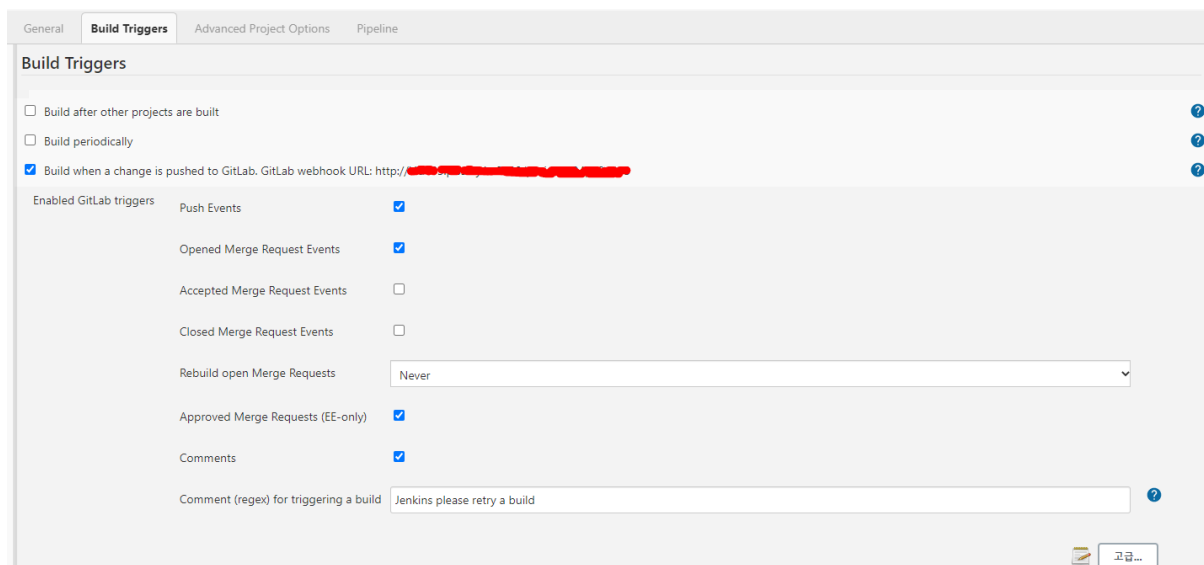 General Build Triggers Advanced Project Options Pipeline
Build Triggers
Build after other projects are built
Build periodically
Build when a change is pushed to GitLab. GitLab webhook URL: http://
Enabled GitLab triggers
Push Events
Opened Merge Request Events
Accepted Merge Request Events
Closed Merge Request Events
Rebuild open Merge Requests Never
Approved Merge Requests (EE-only)
Comments
Comment (regex) for triggering a build Jenkins please retry a build
고급...